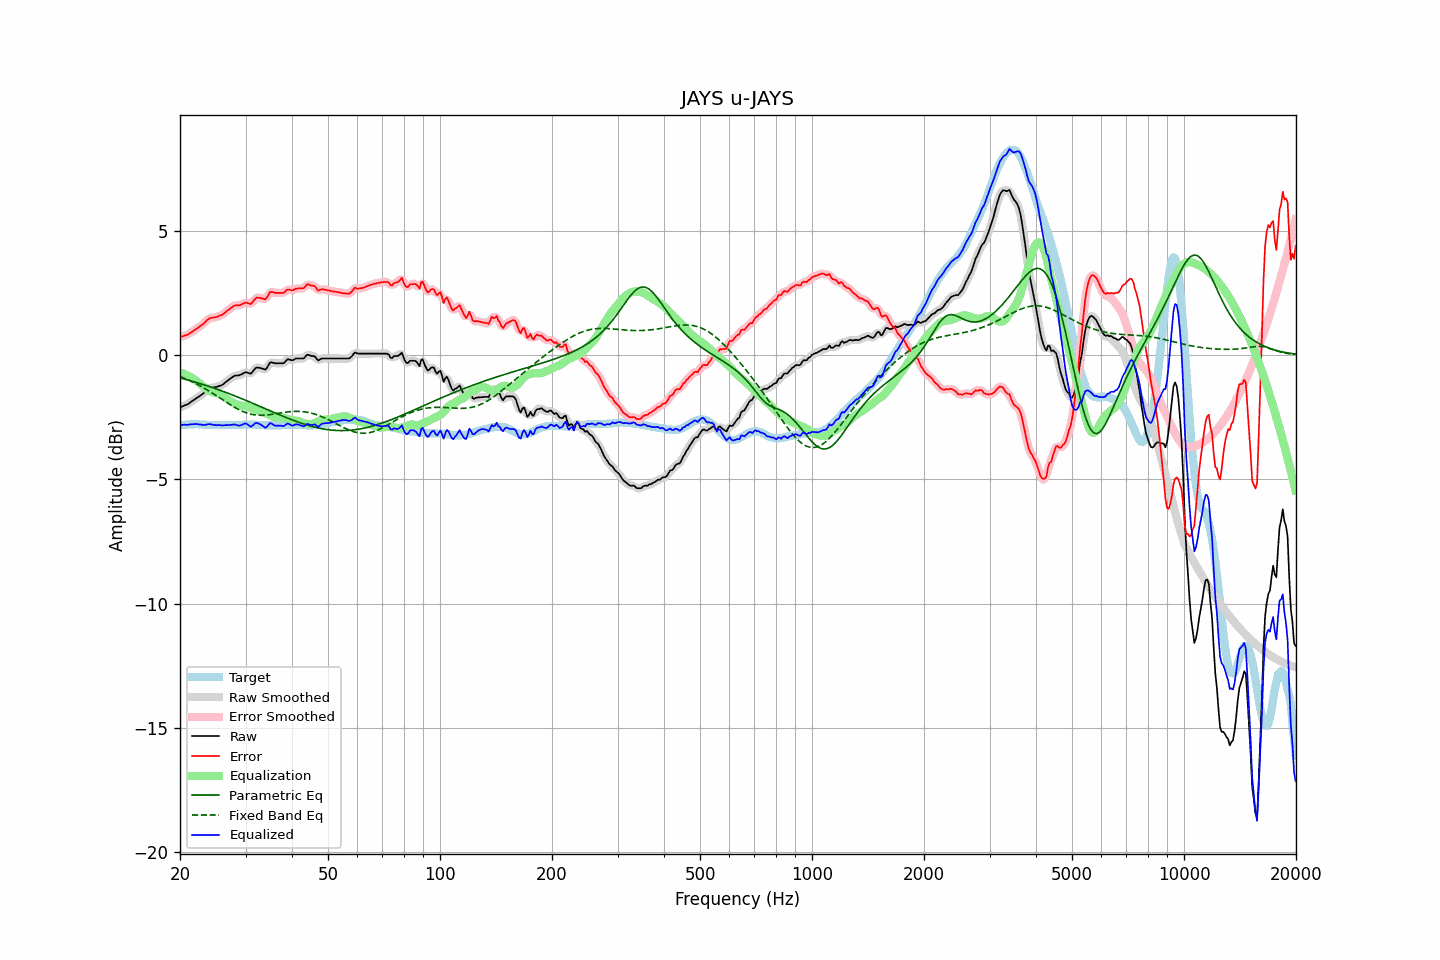 JAYS u-JAYS
5
0
−5
−10
−15
−20
Amplitude (dBr)
Target
Raw Smoothed
Error Smoothed
Raw
Error
Equalization
Parametric Eq
Fixed Band Eq
Equalized
20 50 100 200 500 1000 2000 5000 10000 20000
Frequency (Hz)